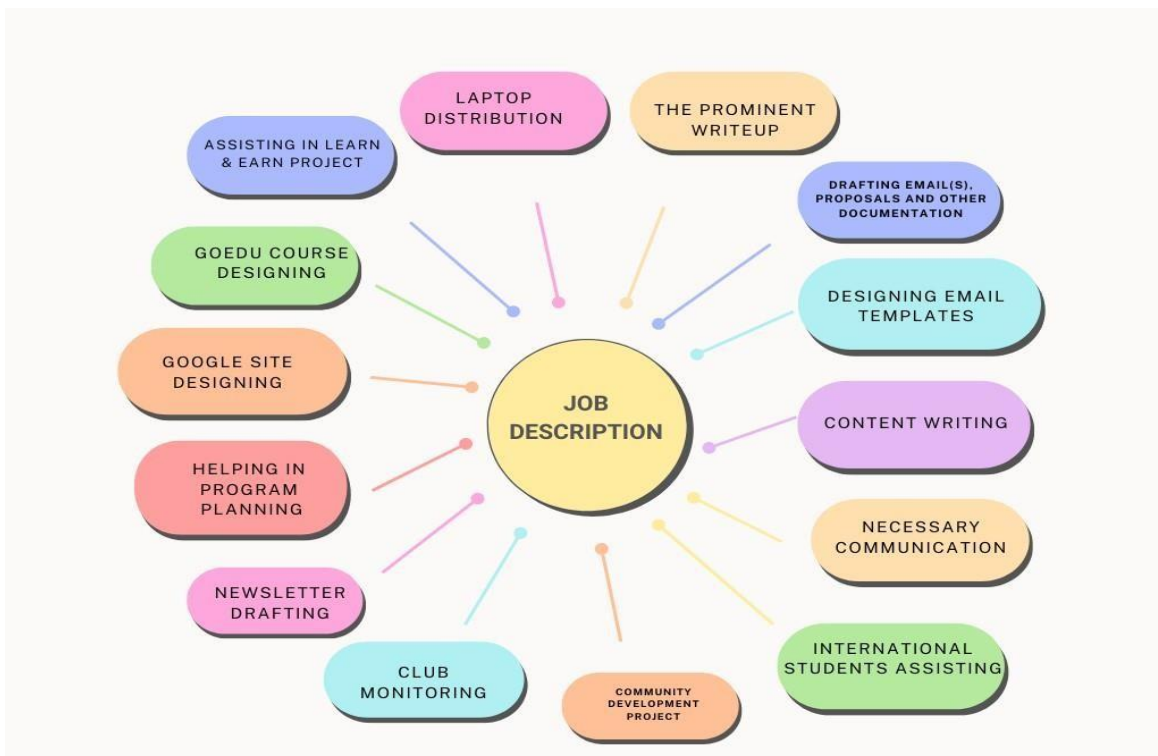 LAPTOP
DISTRIBUTION
THE PROMINENT
WRITEUP
ASSISTING IN LEARN
& EARN PROJECT
DRAFTING EMAIL(S),
PROPOSALS AND OTHER
DOCUMENTATION
GOEDU COURSE
DESIGNING
DESIGNING EMAIL
TEMPLATES
GOOGLE SITE
DESIGNING
JOB
DESCRIPTION
CONTENT WRITING
HELPING IN
PROGRAM
PLANNING
NECESSARY
COMMUNICATION
NEWSLETTER
DRAFTING
INTERNATIONAL
STUDENTS ASSISTING
CLUB
MONITORING
COMMUNITY
DEVELOPMENT
PROJECT